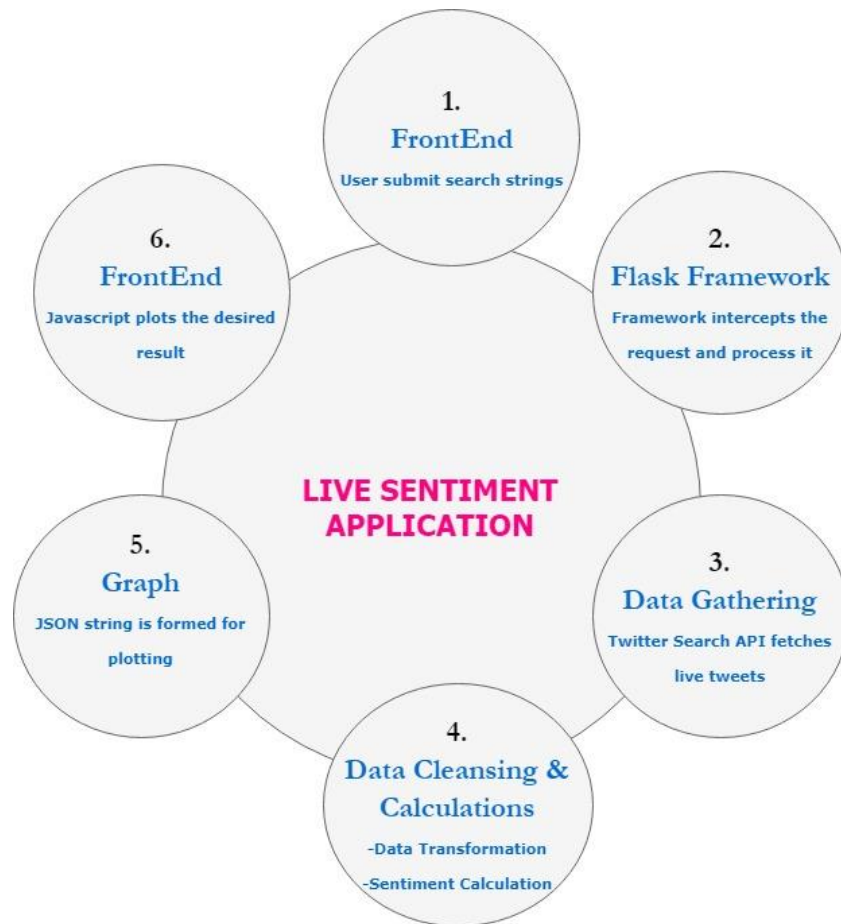 1.
FrontEnd
User submit search strings
2.
Flask Framework
Framework intercepts the
request and process it
3.
Data Gathering
Twitter Search API fetches
live tweets
4.
Data Cleansing &
Calculations
-Data Transformation
-Sentiment Calculation
5.
Graph
JSON string is formed for
plotting
6.
FrontEnd
Javascript plots the desired
result
LIVE SENTIMENT
APPLICATION